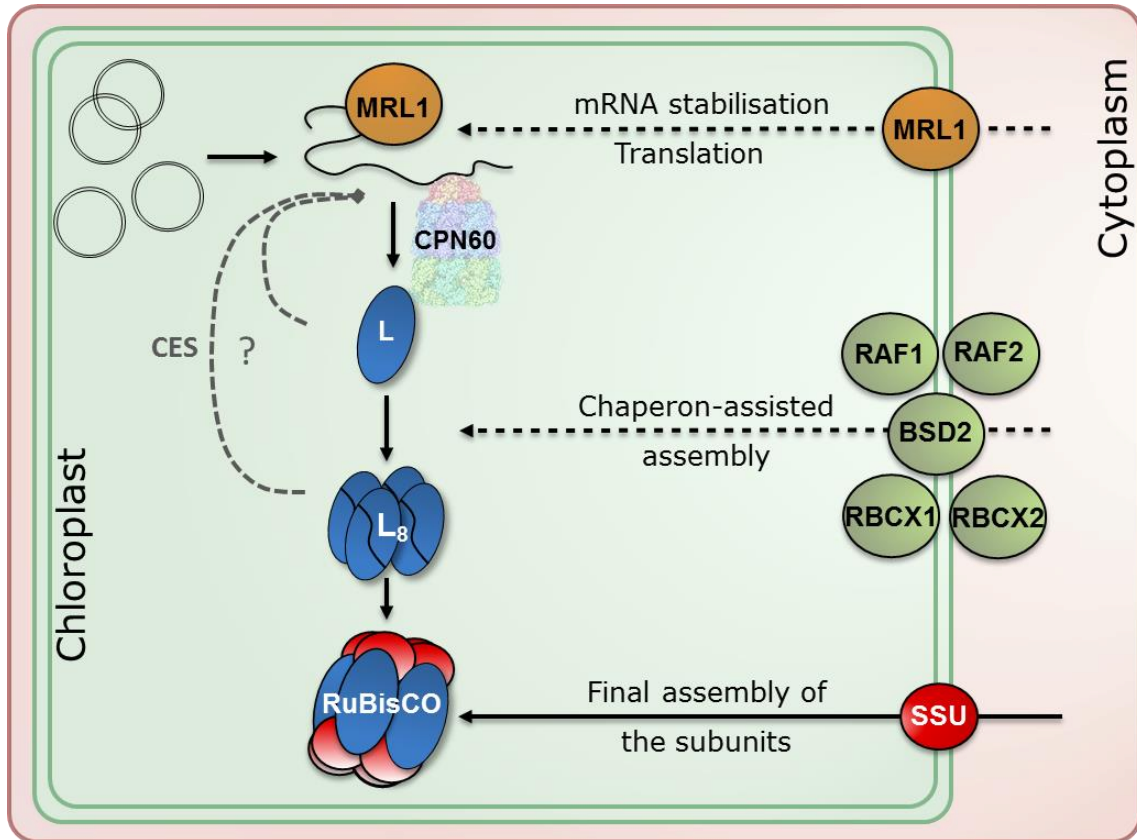 MRL1
mRNA stabilisation
Translation
MRL1
Cytoplasm
CPN60
L
CES
?
RAF1
RAF2
Chaperon-assisted
assembly
BSD2
L₈
RBCX1
RBCX2
Chloroplast
RuBisCO
Final assembly of
the subunits
SSU